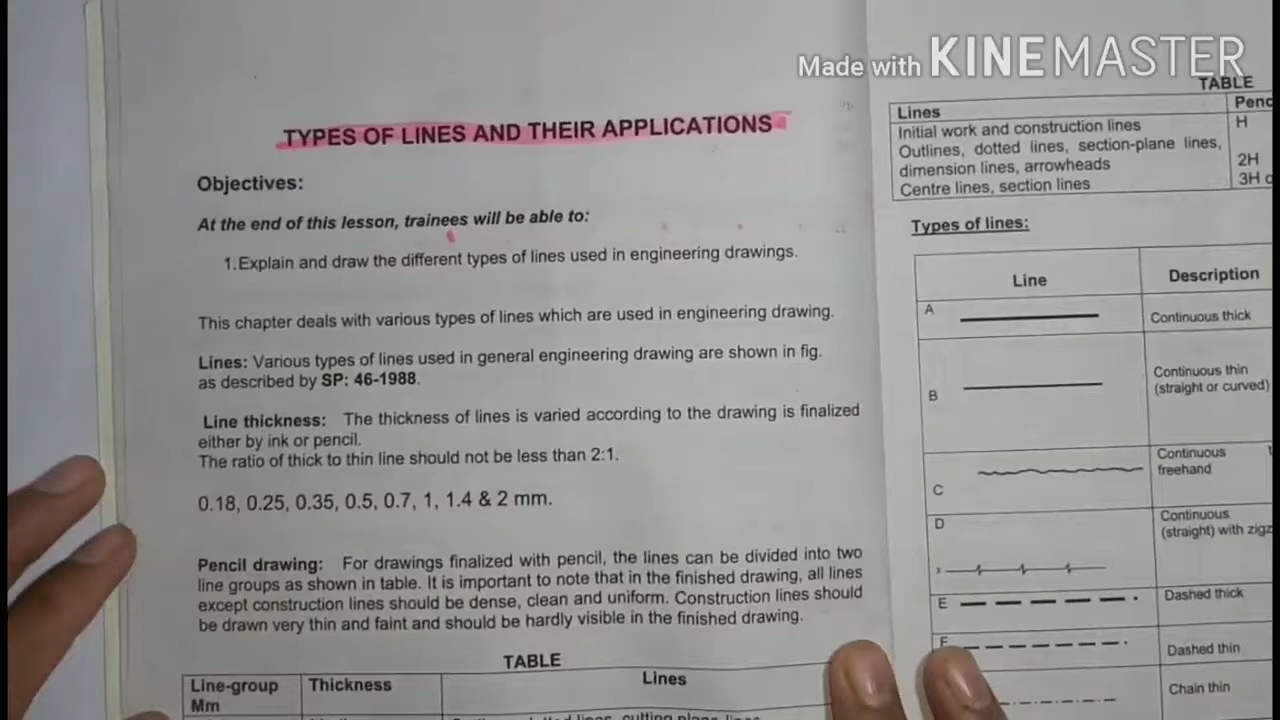 Made with KINEMASTER
TYPES OF LINES AND THEIR APPLICATIONS
Objectives:
At the end of this lesson, trainees will be able to:
1.Explain and draw the different types of lines used in engineering drawings.
This chapter deals with various types of lines which are used in engineering drawing.
Lines: Various types of lines used in general engineering drawing are shown in fig.
as described by SP: 46-1988.
Line thickness: The thickness of lines is varied according to the drawing is finalized
either by ink or pencil.
The ratio of thick to thin line should not be less than 2:1.
0.18, 0.25, 0.35, 0.5, 0.7, 1, 1.4 & 2 mm.
Pencil drawing: For drawings finalized with pencil, the lines can be divided into two
line groups as shown in table. It is important to note that in the finished drawing, all lines
except construction lines should be dense, clean and uniform. Construction lines should
be drawn very thin and faint and should be hardly visible in the finished drawing.
TABLE
Line-group Thickness Lines
Mm
cutting plane lines
TABLE
Lines
Initial work and construction lines H
Outlines, dotted lines, section-plane lines,
dimension lines, arrowheads 2H
Centre lines, section lines 3H
Types of lines:
Line Description
A Continuous thick
B Continuous thin
(straight or curved)
C Continuous
freehand
D Continuous
(straight) with
E Dashed thick
F Dashed thin
Chain thin